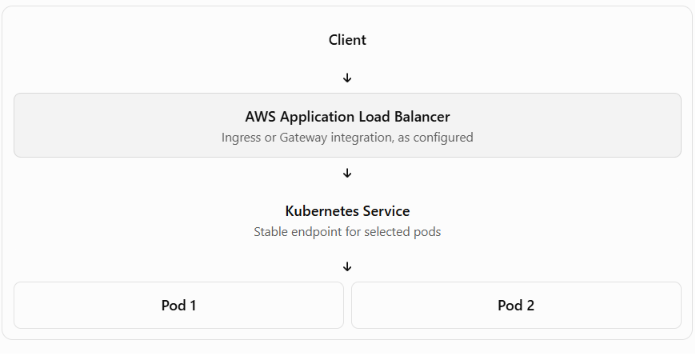 Client
AWS Application Load Balancer
Ingress or Gateway integration, as configured
Kubernetes Service
Stable endpoint for selected pods
Pod 1
Pod 2